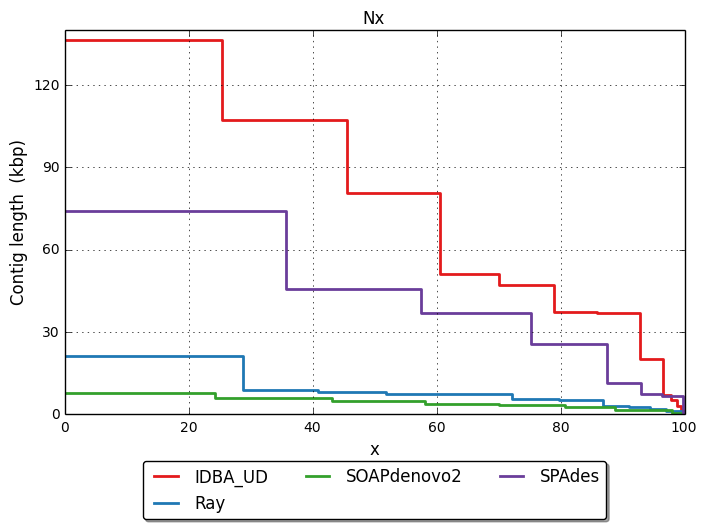 Nx
120
90
60
30
0
0 20 40 60 80 100
Contig length (kbp)
x
IDBA_UD SOAPdenovo2 SPAdes
Ray